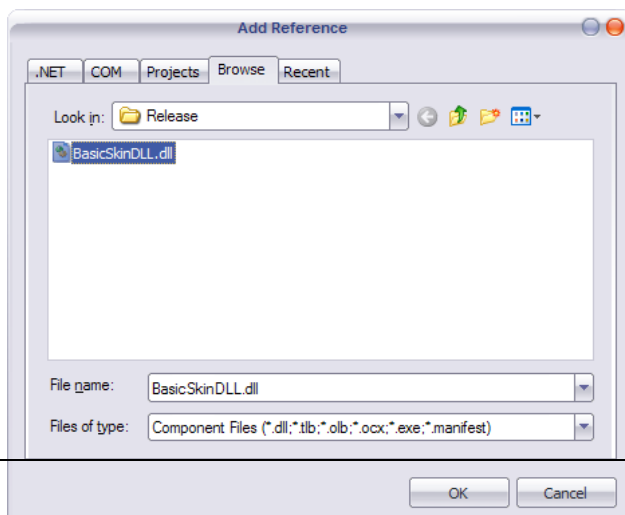 Add Reference
.NET COM Projects Browse Recent
Look in: Release
BasicSkinDLL.dll
File name: BasicSkinDLL.dll
Files of type: Component Files (*.dll;*.tlb;*.olb;*.ocx;*.exe;*.manifest)
OK Cancel